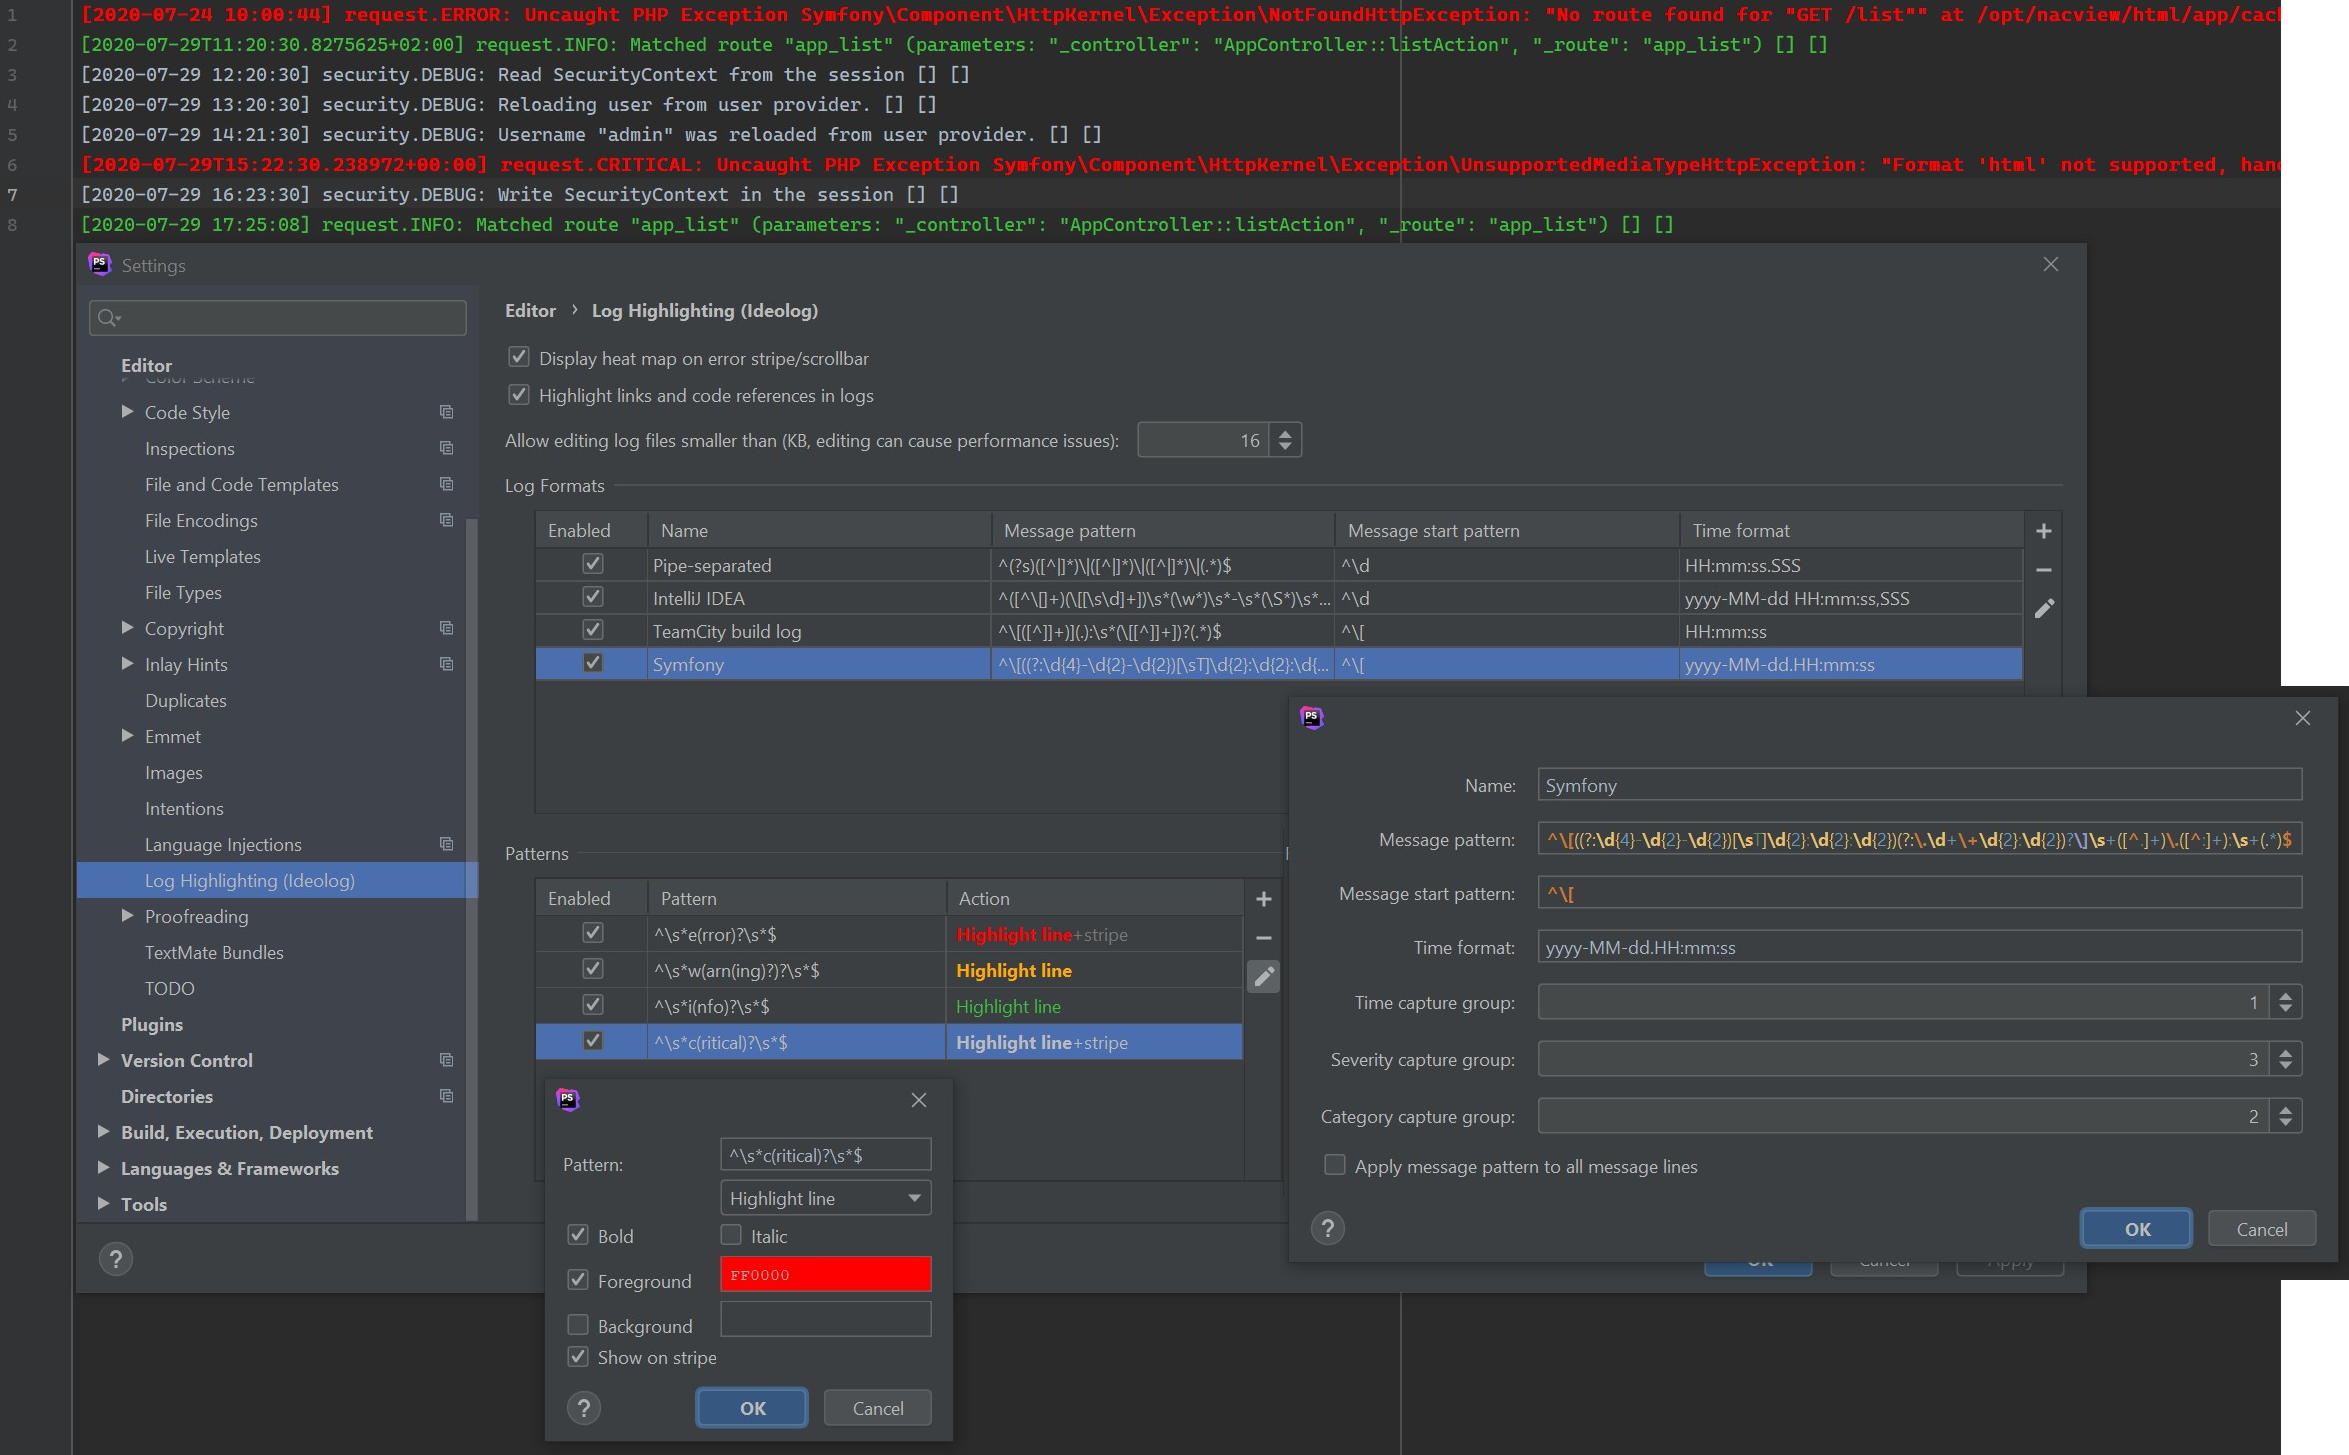 1 [2020-07-24 10:00:44] request.ERROR: Uncaught PHP Exception Symfony\Component\HttpKernel\Exception\NotFoundHttpException: "No route found for "GET /list"" at /opt/nacview/html/app/cac
2 [2020-07-29T11:20:30.8275625+02:00] request.INFO: Matched route "app_list" (parameters: "_controller": "AppController::listAction", "_route": "app_list") [] []
3 [2020-07-29 12:20:30] security.DEBUG: Read SecurityContext from the session [] []
4 [2020-07-29 13:20:30] security.DEBUG: Reloading user from user provider. [] []
5 [2020-07-29 14:21:30] security.DEBUG: Username "admin" was reloaded from user provider. [] []
6 [2020-07-29T15:22:30.238972+00:00] request.CRITICAL: Uncaught PHP Exception Symfony\Component\HttpKernel\Exception\UnsupportedMediaTypeHttpException: "Format 'html' not supported, han
7 [2020-07-29 16:23:30] security.DEBUG: Write SecurityContext in the session [] []
8 [2020-07-29 17:25:08] request.INFO: Matched route "app_list" (parameters: "_controller": "AppController::listAction", "_route": "app_list") [] []
PS Settings
Editor
Color Scheme
Code Style
Inspections
File and Code Templates
File Encodings
Live Templates
File Types
Copyright
Inlay Hints
Duplicates
Emmet
Images
Intentions
Language Injections
Log Highlighting (Ideolog)
Proofreading
TextMate Bundles
TODO
Plugins
Version Control
Directories
Build, Execution, Deployment
Languages & Frameworks
Tools
?
Editor › Log Highlighting (Ideolog)
Display heat map on error stripe/scrollbar
Highlight links and code references in logs
Allow editing log files smaller than (KB, editing can cause performance issues): 16
Log Formats
Enabled Name Message pattern Message start pattern Time format
Pipe-separated ^(?s)([^|]*)\|([^|]*)\|([^|]*)\|(.*)$ ^\d HH:mm:ss.SSS
IntelliJ IDEA ^([^\[]+)(\[[\s\d]+])\s*(\w*)\s*-\s*(\S*)\s*... ^\d yyyy-MM-dd HH:mm:ss,SSS
TeamCity build log ^\[([^]]+)](.):\s*(\[[^]]+])?(.*)$ ^\[ HH:mm:ss
Symfony ^\[((?:\d{4}-\d{2}-\d{2})[\sT]\d{2}:\d{2}:\d{... ^\[ yyyy-MM-dd.HH:mm:ss
Patterns
Enabled Pattern Action
^\s*e(rror)?\s*$ Highlight line+stripe
^\s*w(arn(ing)?)?\s*$ Highlight line
^\s*i(nfo)?\s*$ Highlight line
^\s*c(ritical)?\s*$ Highlight line+stripe
PS
Pattern: ^\s*c(ritical)?\s*$
Highlight line
Bold Italic
Foreground FF0000
Background
Show on stripe
? OK Cancel
PS
Name: Symfony
Message pattern: ^\[((?:\d{4}-\d{2}-\d{2})[\sT]\d{2}:\d{2}:\d{2})(?:\.\d+\+\d{2}:\d{2})?\]\s+([^.]+)\.([^:]+):\s+(.*)$
Message start pattern: ^\[
Time format: yyyy-MM-dd.HH:mm:ss
Time capture group: 1
Severity capture group: 3
Category capture group: 2
Apply message pattern to all message lines
? OK Cancel
OK Cancel Apply